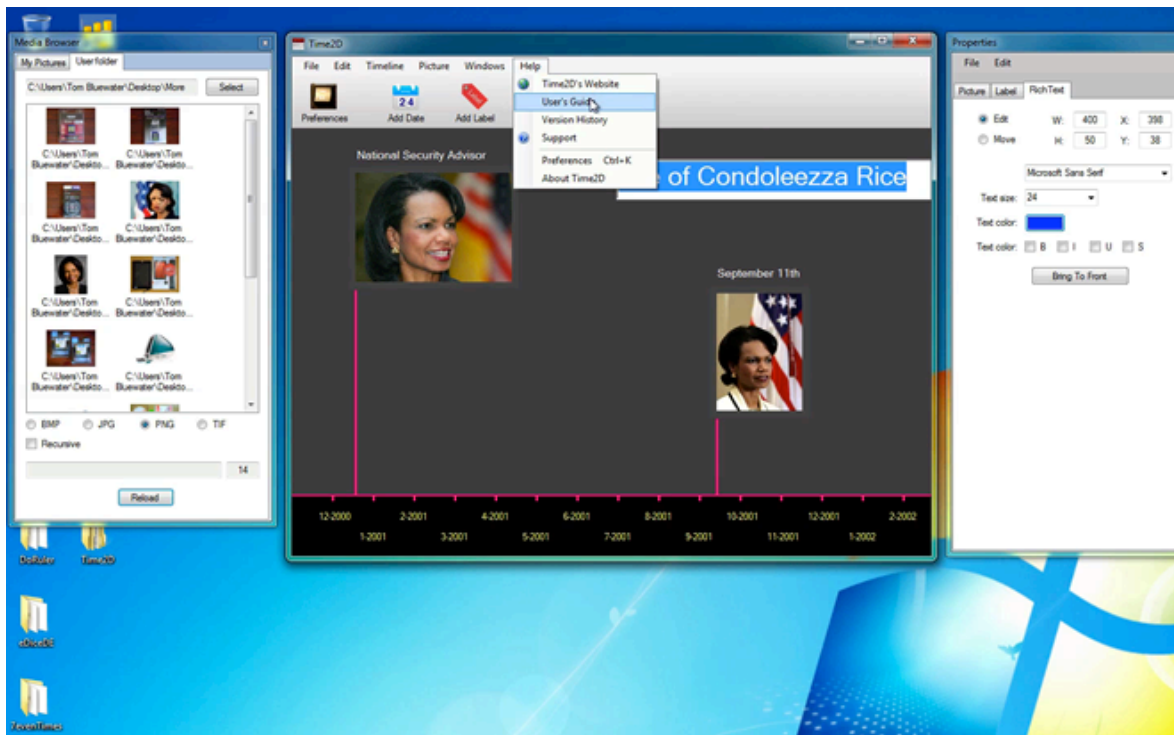 Media Browser
My Pictures
User folder
C:\Users\Tom Bluewater\Desktop\More
Select
C:\Users\Tom
Bluewater\Deskto...
C:\Users\Tom
Bluewater\Deskto...
C:\Users\Tom
Bluewater\Deskto...
C:\Users\Tom
Bluewater\Deskto...
C:\Users\Tom
Bluewater\Deskto...
C:\Users\Tom
Bluewater\Deskto...
C:\Users\Tom
Bluewater\Deskto...
C:\Users\Tom
Bluewater\Deskto...
BMP JPG PNG TIF
Recursive
14
Reload
DoRuler
Time2D
eDiceDE
7evenTimes
Time2D
File Edit Timeline Picture Windows Help
Preferences
24
Add Date
Add Label
Time2D's Website
User's Guide
Version History
Support
Preferences Ctrl+K
About Time2D
National Security Advisor
of Condoleezza Rice
September 11th
12-2000 2-2001 4-2001 6-2001 8-2001 10-2001 12-2001 2-2002
1-2001 3-2001 5-2001 7-2001 9-2001 11-2001 1-2002
Properties
File Edit
Picture Label RichText
Edit W: 400 X: 398
Move H: 50 Y: 38
Microsoft Sans Serif
Text size: 24
Text color:
Text color: B I U S
Bring To Front